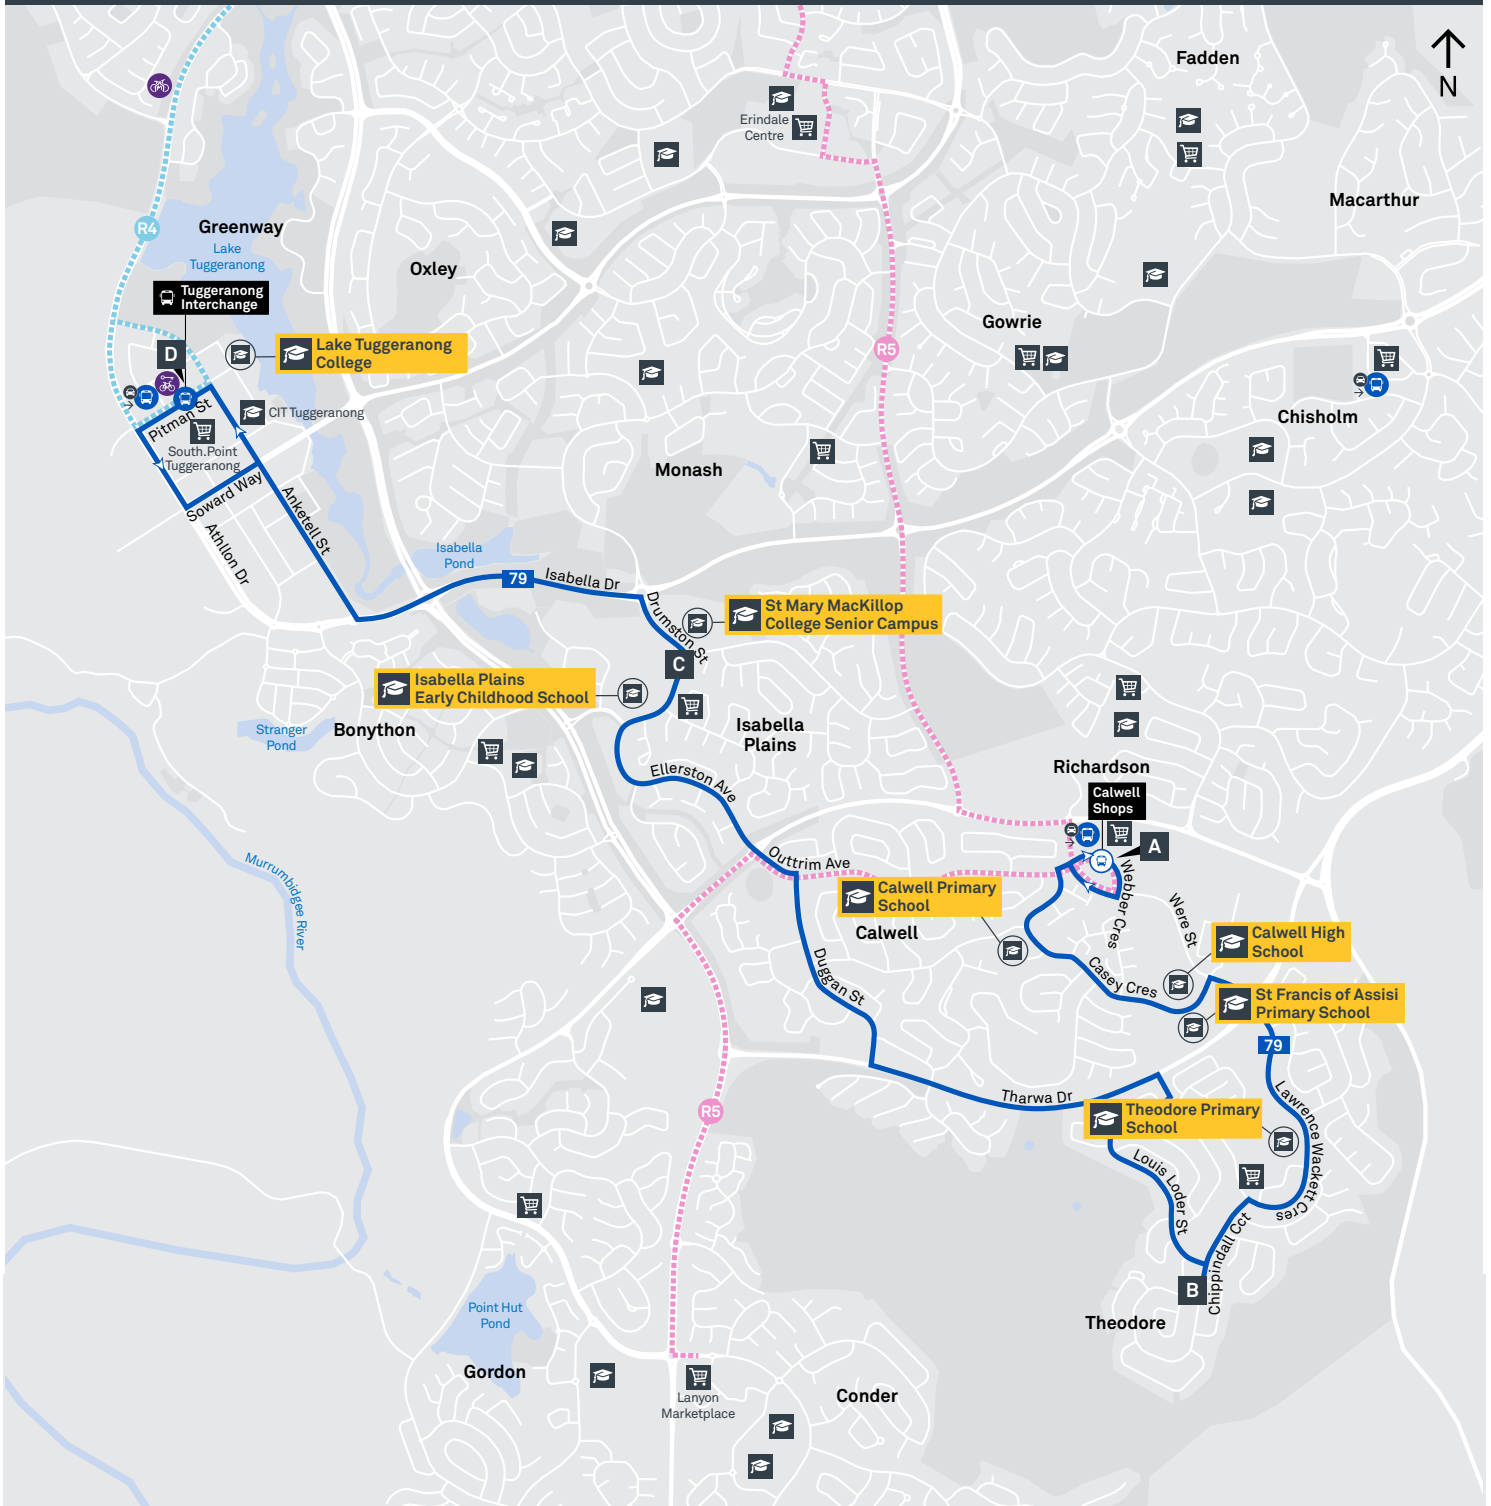 Fadden
N
Erindale
Centre
Macarthur
R4
Greenway
Lake
Tuggeranong
Oxley
Tuggeranong
Interchange
Gowrie
D
Lake Tuggeranong
College
R5
Pitman St
CIT Tuggeranong
Chisholm
South.Point
Tuggeranong
Monash
Soward Way
Anketell St
Athllon Dr
Isabella
Pond
79
Isabella Dr
Drumston St
St Mary MacKillop
College Senior Campus
C
Isabella Plains
Early Childhood School
Stranger
Pond
Bonython
Isabella
Plains
Ellerston Ave
Richardson
Calwell
Shops
A
Outtrim Ave
Murrumbidgee River
Webber Cres
Calwell Primary
School
Were St
Calwell
Calwell High
School
Duggan St
Casey Cres
St Francis of Assisi
Primary School
79
Tharwa Dr
Lawrence Wackett Cres
R5
Theodore Primary
School
Louis Loder St
Chippindall Cct
B
Point Hut
Pond
Theodore
Gordon
Lanyon
Marketplace
Conder